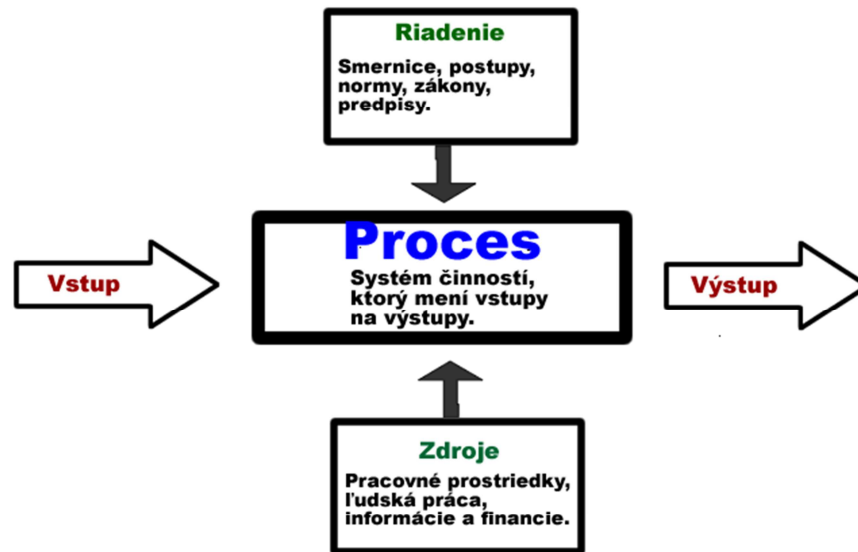 Riadenie
Smernice, postupy,
normy, zákony,
predpisy.
Vstup
Proces
Systém činností,
ktorý mení vstupy
na výstupy.
Výstup
Zdroje
Pracovné prostriedky,
ľudská práca,
informácie a financie.